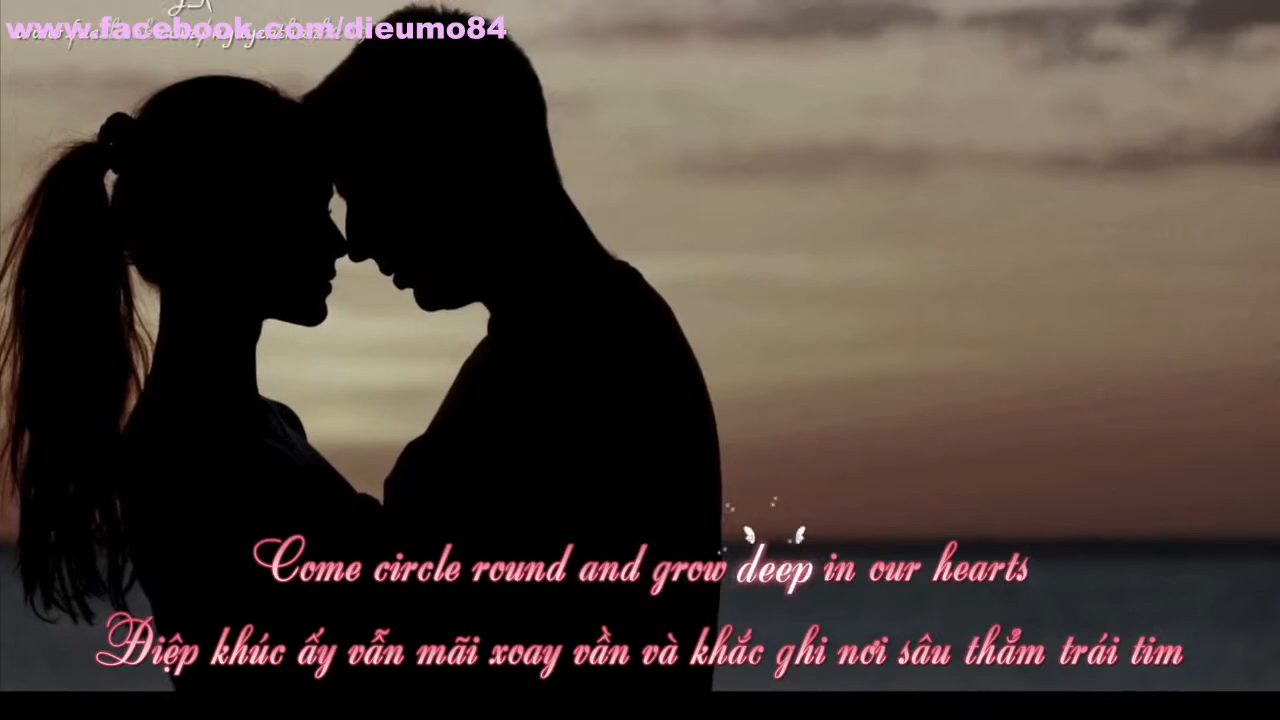 www.facebook.com/dieumo84
Come circle round and grow deep in our hearts
Điệp khúc ấy vẫn mãi xoay vần và khắc ghi nơi sâu thẳm trái tim